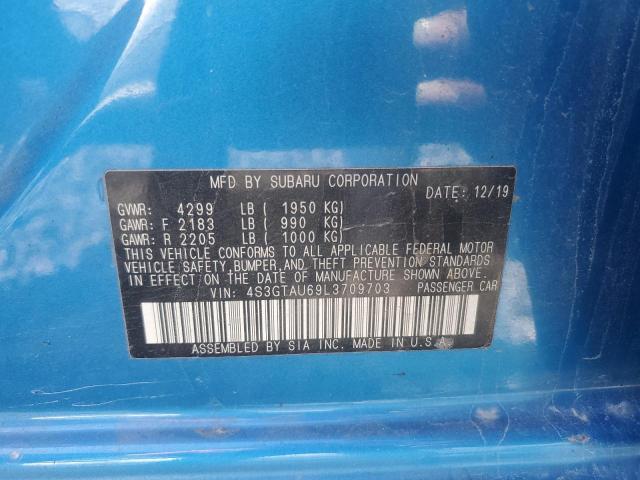 MFD BY SUBARU CORPORATION
DATE: 12/19
GVWR: 4299 LB ( 1950 KG)
GAWR: F 2183 LB ( 990 KG)
GAWR: R 2205 LB ( 1000 KG)
THIS VEHICLE CONFORMS TO ALL APPLICABLE FEDERAL MOTOR
VEHICLE SAFETY, BUMPER, AND THEFT PREVENTION STANDARDS
IN EFFECT ON THE DATE OF MANUFACTURE SHOWN ABOVE.
VIN: 4S3GTAU69L3709703 PASSENGER CAR
ASSEMBLED BY SIA INC. MADE IN U.S.A.